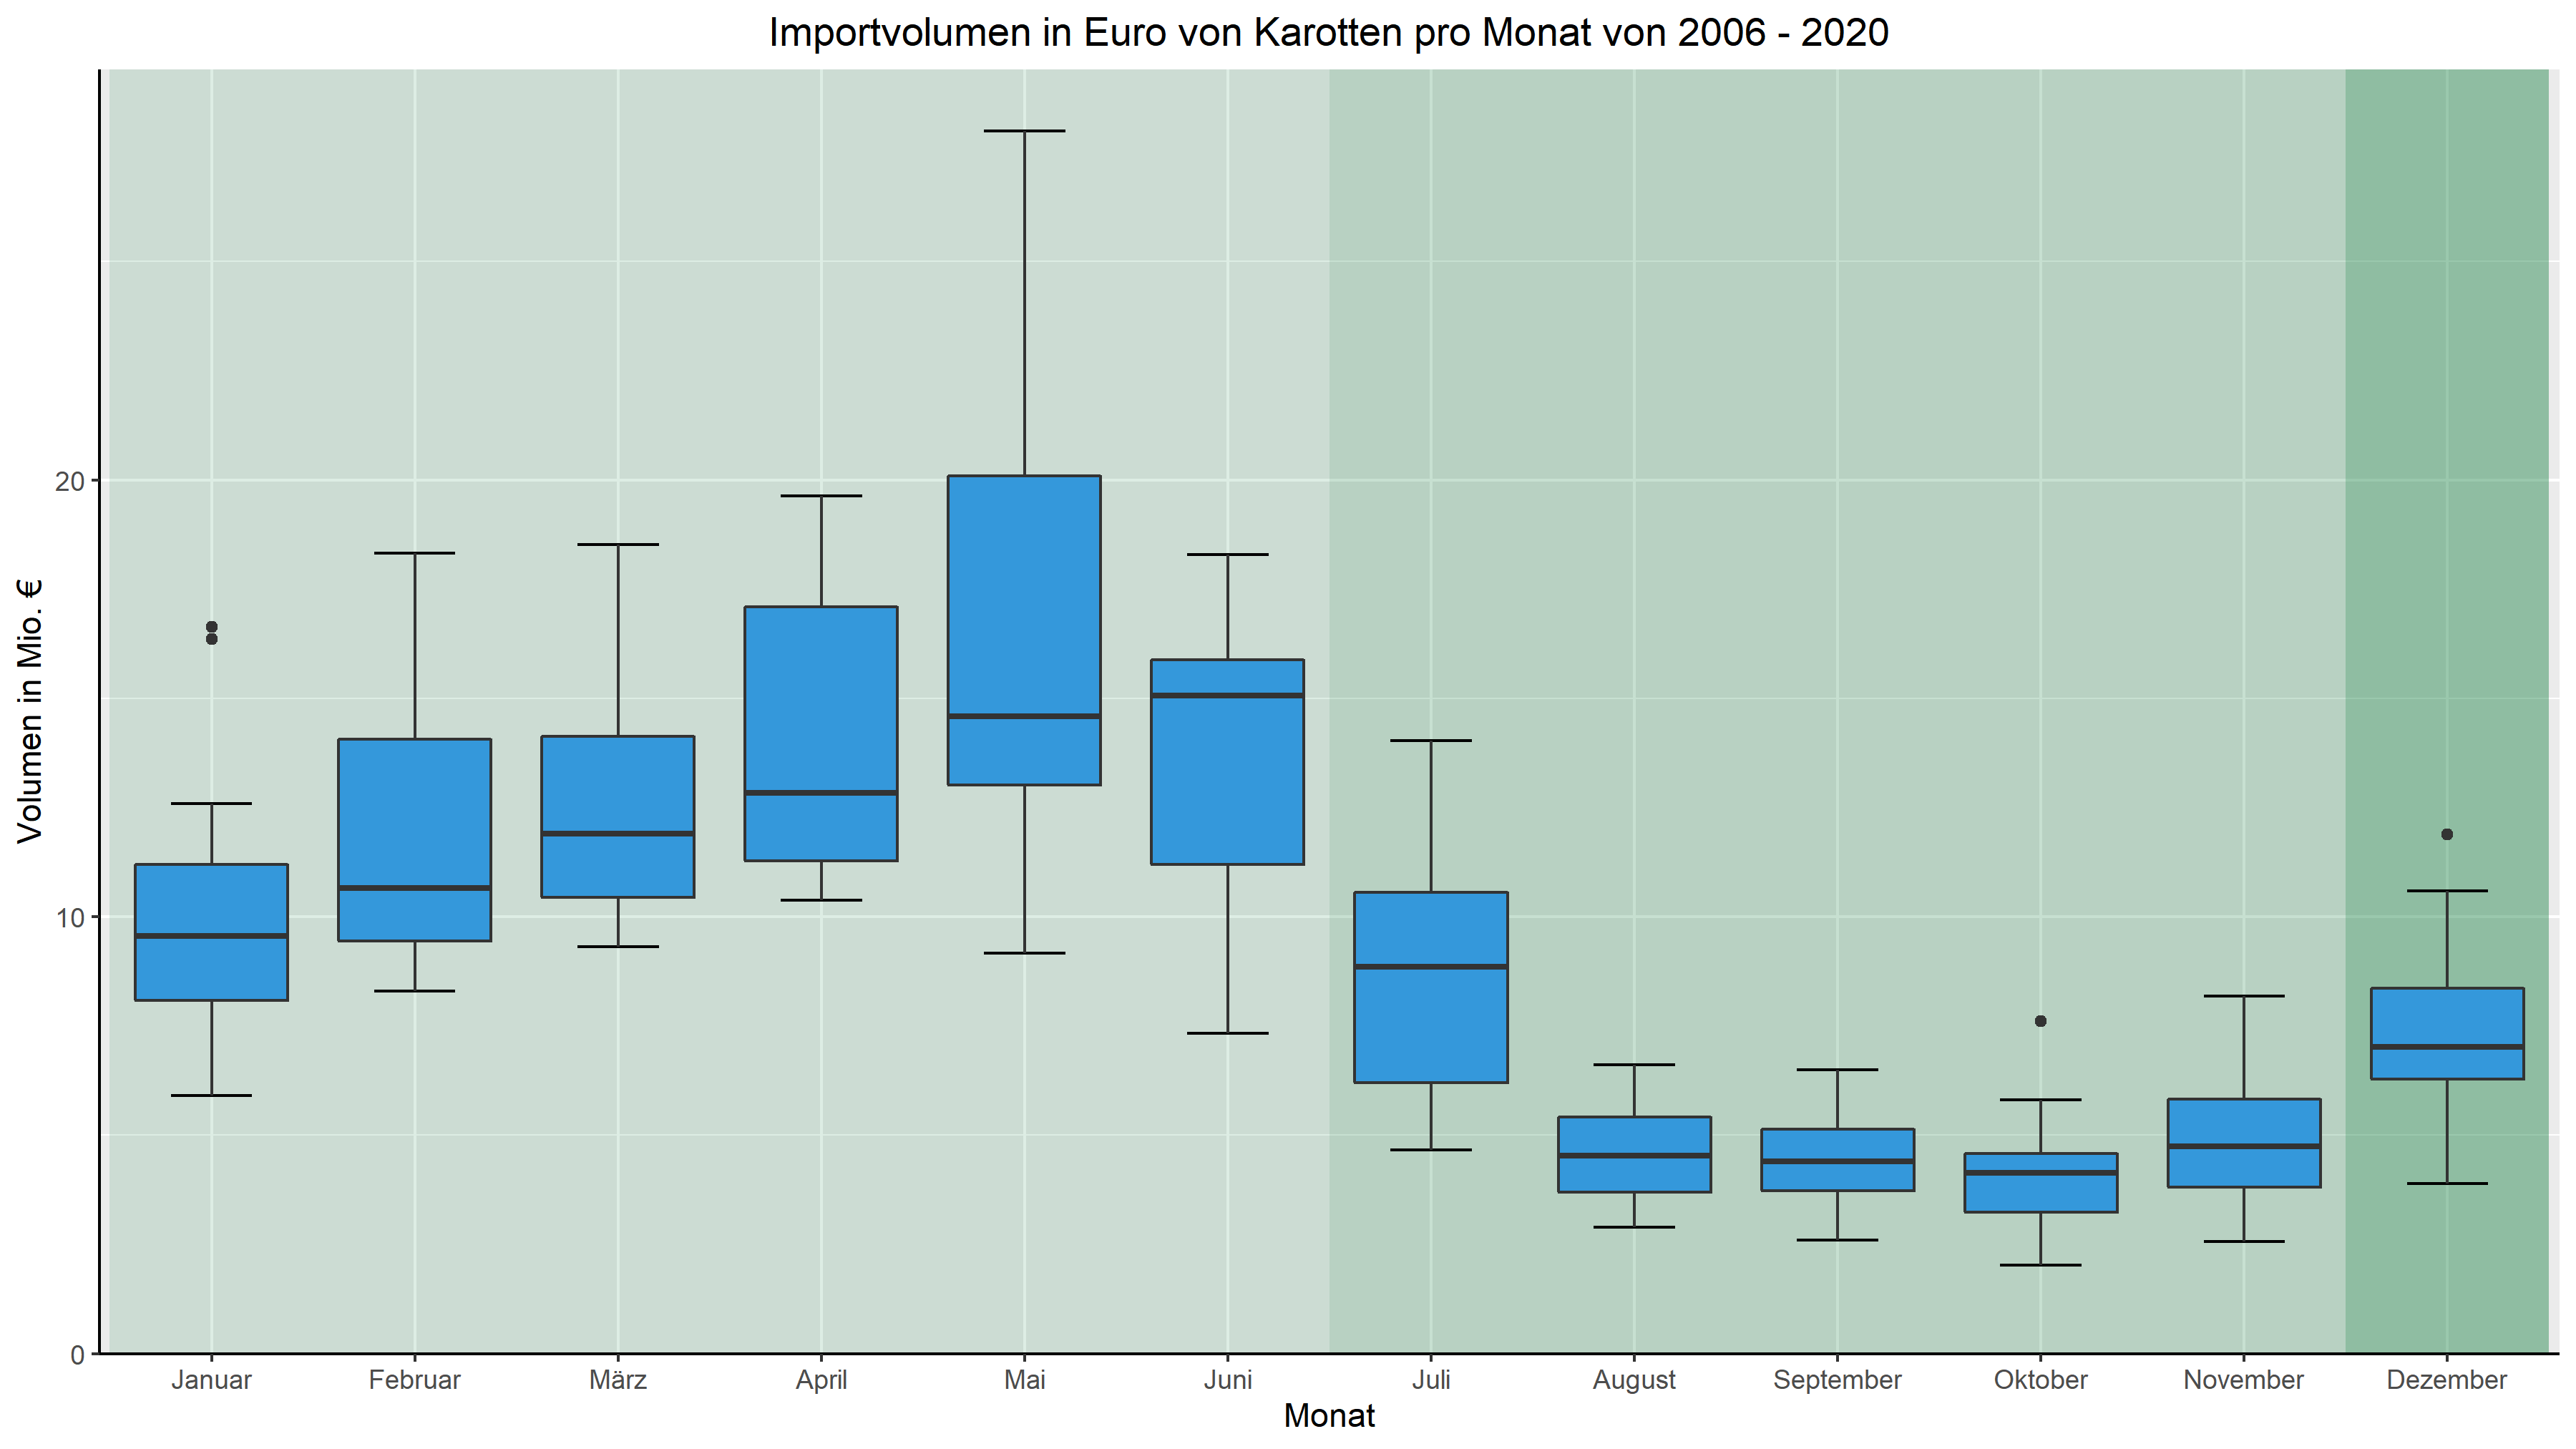 Importvolumen in Euro von Karotten pro Monat von 2006 - 2020
Volumen in Mio. €
20
10
0
Januar Februar März April Mai Juni Juli August September Oktober November Dezember
Monat